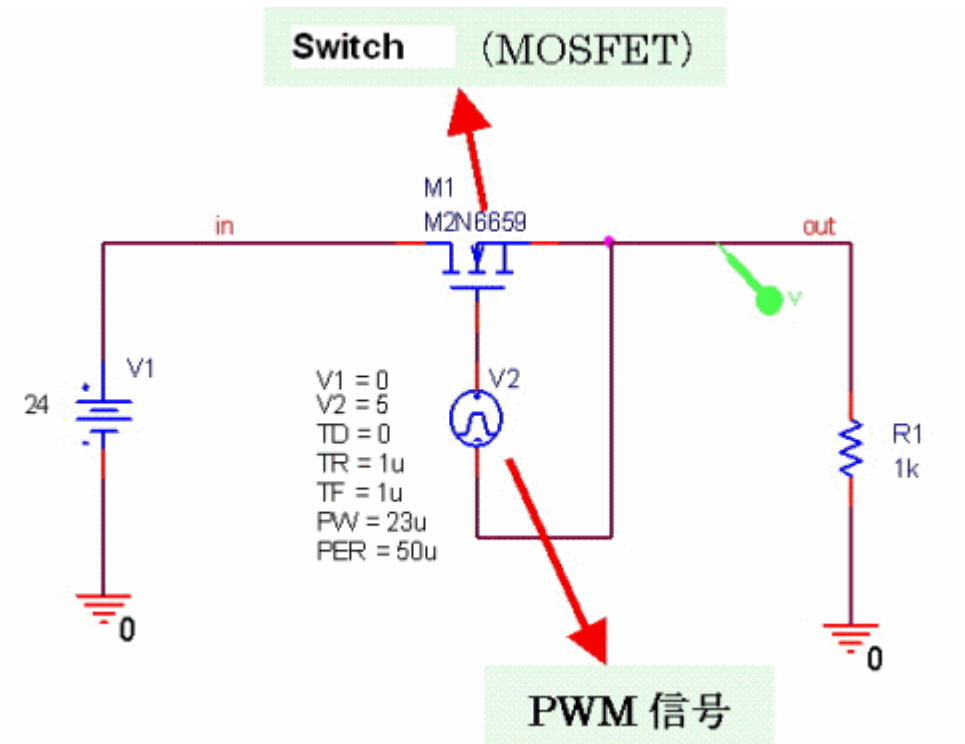 Switch (MOSFET)
M1
M2N6659
in
out
V
V1
24
V1 = 0
V2 = 5
TD = 0
TR = 1u
TF = 1u
PW = 23u
PER = 50u
V2
R1
1k
0
0
PWM 信号